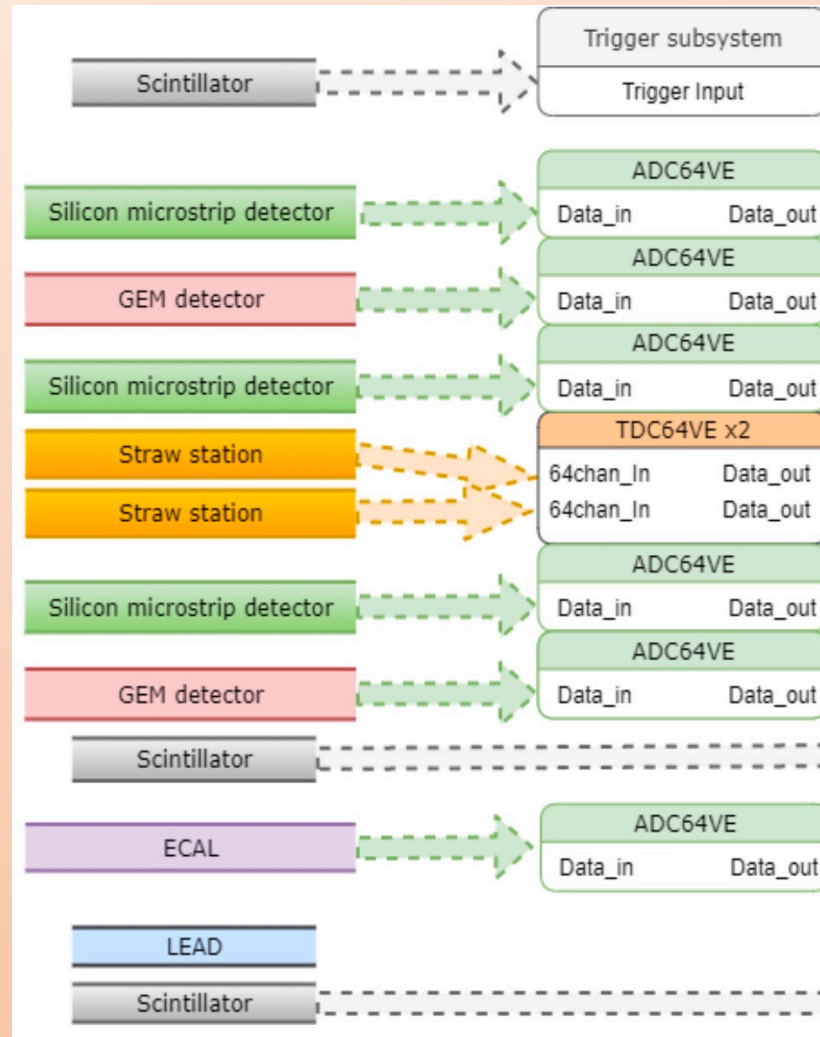 Trigger subsystem
Scintillator
Trigger Input
ADC64VE
Silicon microstrip detector
Data_in Data_out
ADC64VE
GEM detector
Data_in Data_out
ADC64VE
Silicon microstrip detector
Data_in Data_out
TDC64VE x2
Straw station
64chan_In Data_out
Straw station
64chan_In Data_out
ADC64VE
Silicon microstrip detector
Data_in Data_out
ADC64VE
GEM detector
Data_in Data_out
Scintillator
ADC64VE
ECAL
Data_in Data_out
LEAD
Scintillator